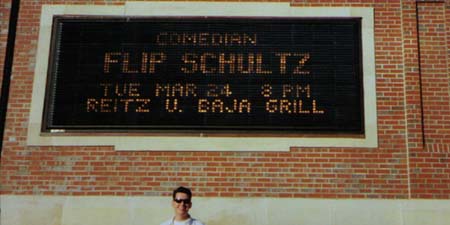 COMEDIAN
FLIP SCHULTZ
TUE MAR 24 8 PM
REITZ U. BAJA GRILL